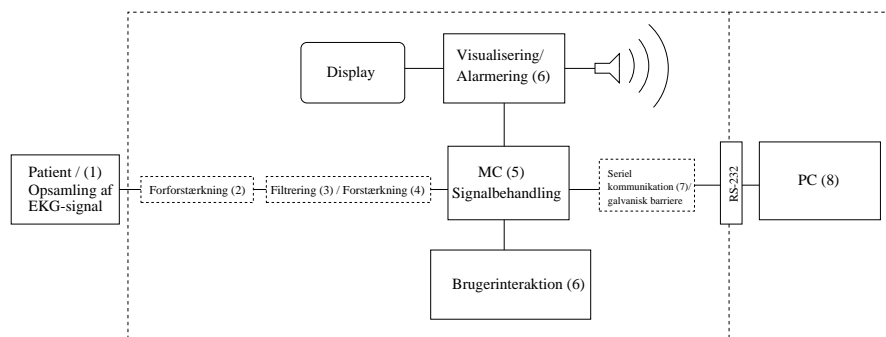 Display
Visualisering/
Alarmering (6)
Patient / (1)
Opsamling af
EKG-signal
Forforstærkning (2)
Filtrering (3) / Forstærkning (4)
MC (5)
Signalbehandling
Seriel
kommunikation (7)/
galvanisk barriere
RS-232
PC (8)
Brugerinteraktion (6)